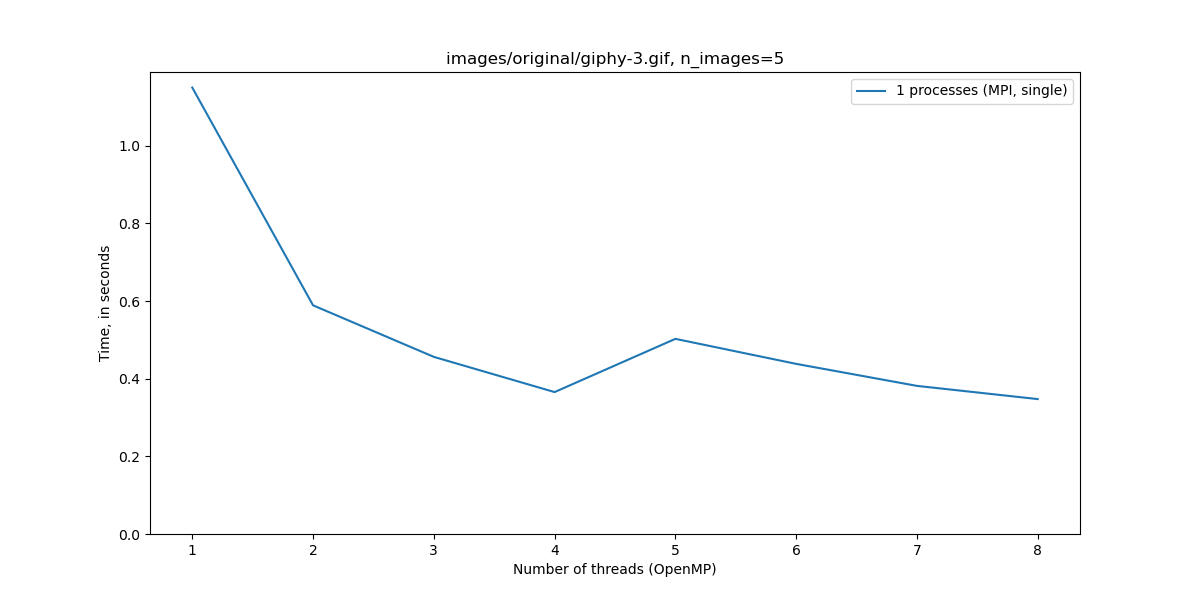 images/original/giphy-3.gif, n_images=5
1 processes (MPI, single)
Time, in seconds
1.0
0.8
0.6
0.4
0.2
0.0
1 2 3 4 5 6 7 8
Number of threads (OpenMP)